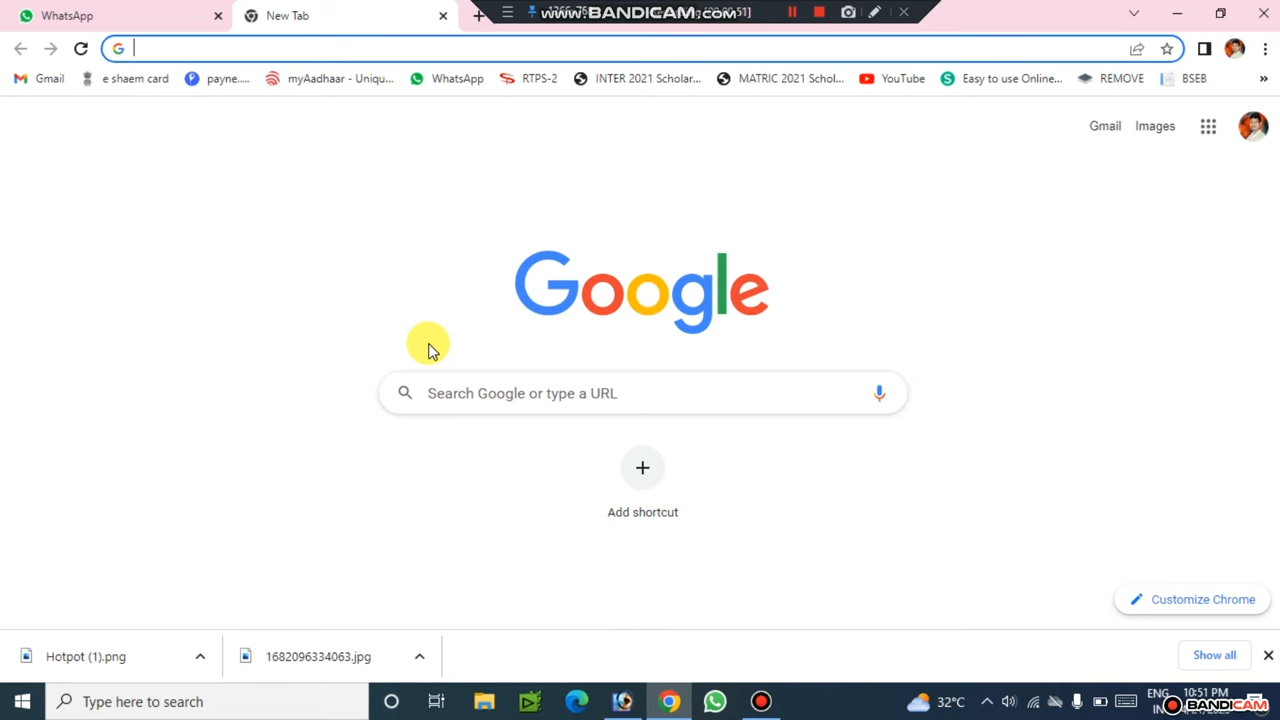 WhatsApp
New Tab
www.BANDICAM.com
Gmail
e shaem card
payne....
myAadhaar - Uniqu...
WhatsApp
RTPS-2
INTER 2021 Scholar...
MATRIC 2021 Schol...
YouTube
Easy to use Online...
REMOVE
BSEB
»
Gmail
Images
Google
Search Google or type a URL
Add shortcut
Customize Chrome
Hotpot (1).png
1682096334063.jpg
Show all
Type here to search
32°C
ENG
10:51 PM
BANDICAM